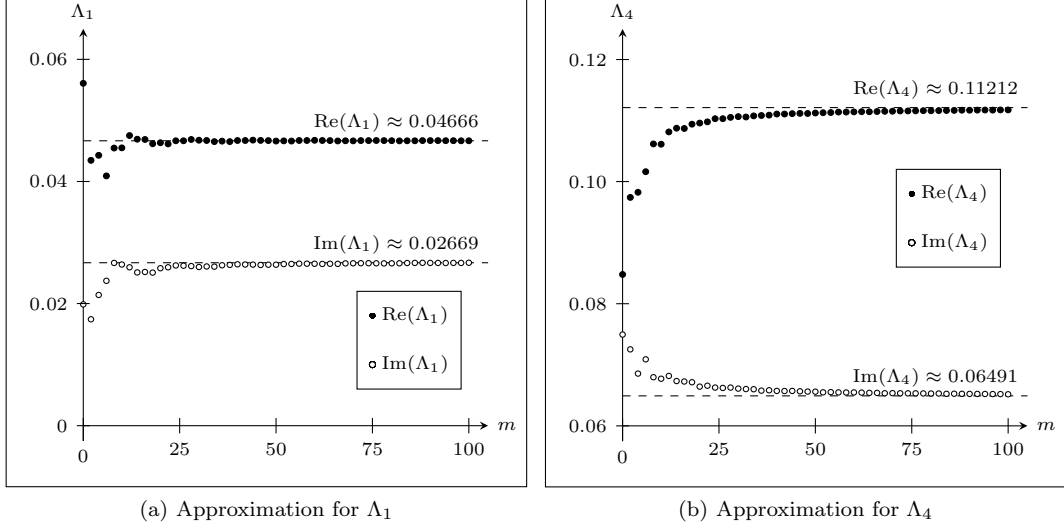 Λ1
0.06
0.04
0.02
0
0
25
50
75
100
m
Re(Λ1) ≈ 0.04666
Im(Λ1) ≈ 0.02669
Re(Λ1)
Im(Λ1)
(a) Approximation for Λ1
Λ4
0.12
0.10
0.08
0.06
0
25
50
75
100
m
Re(Λ4) ≈ 0.11212
Re(Λ4)
Im(Λ4)
Im(Λ4) ≈ 0.06491
(b) Approximation for Λ4